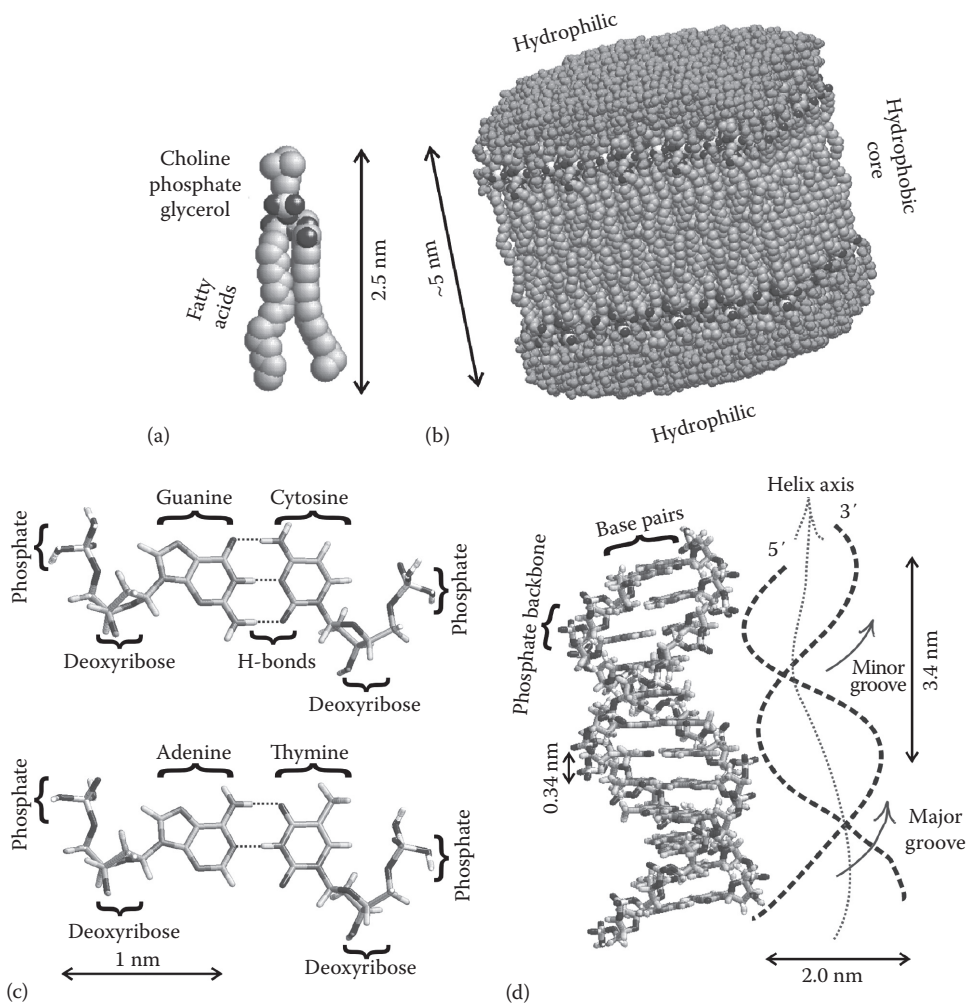 Hydrophilic
Hydrophobic
core
Choline
phosphate
glycerol
Fatty
acids
2.5 nm
~5 nm
Hydrophilic
(a)
(b)
Guanine
Cytosine
Phosphate
Phosphate
Deoxyribose
H-bonds
Deoxyribose
Adenine
Thymine
Phosphate
Phosphate
Deoxyribose
Deoxyribose
1 nm
(c)
Helix axis
Base pairs
5′
3′
Phosphate backbone
Minor
groove
3.4 nm
0.34 nm
Major
groove
2.0 nm
(d)